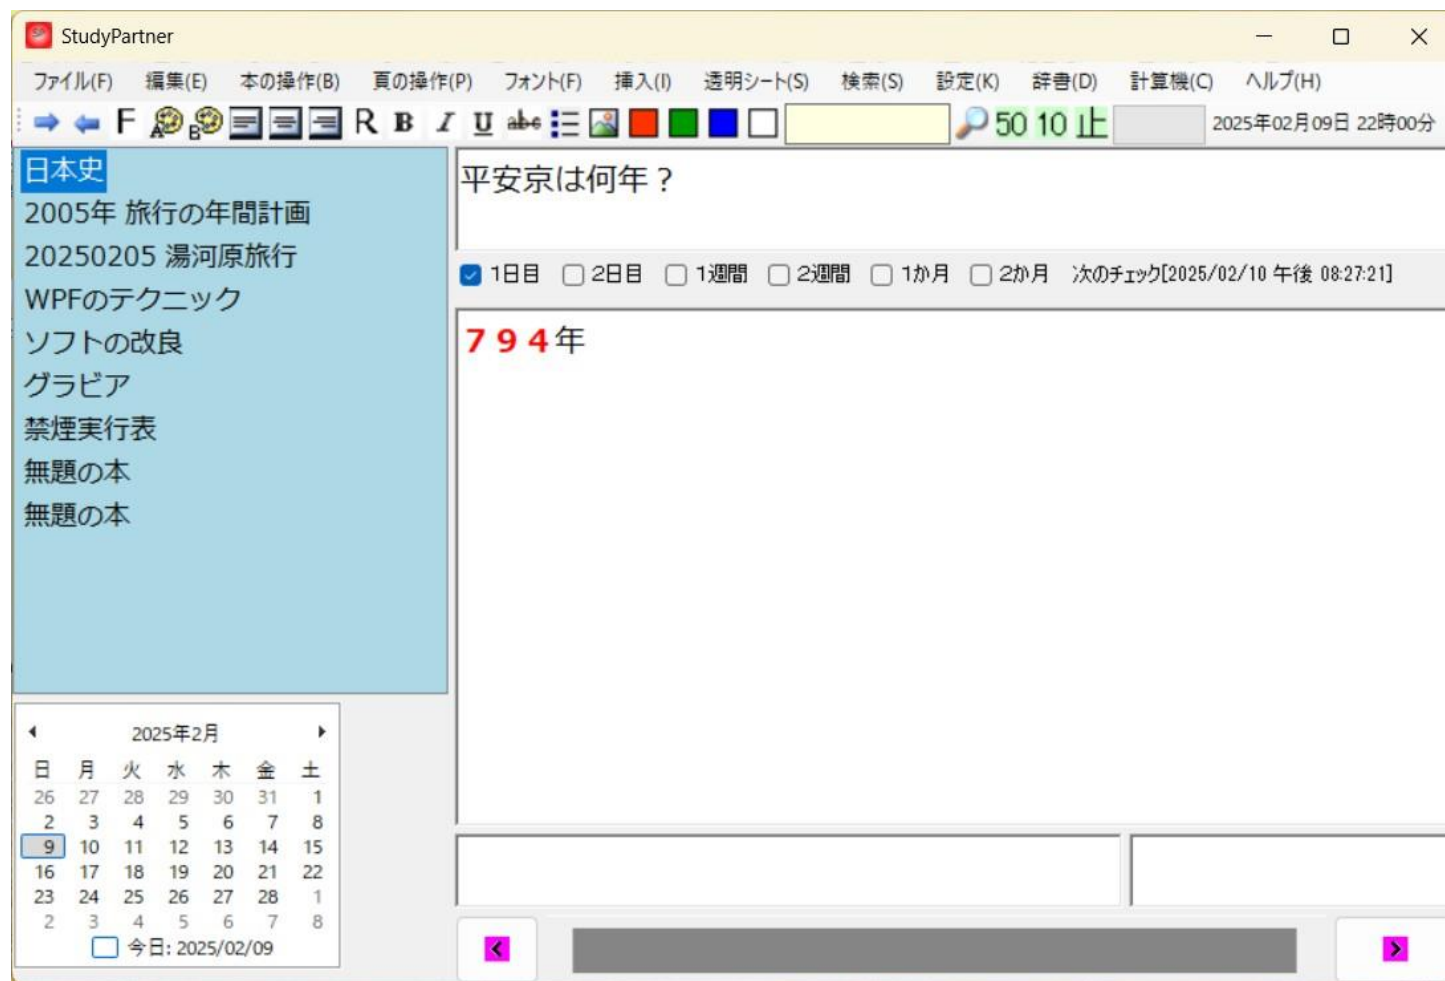 StudyPartner
ファイル(F) 編集(E) 本の操作(B) 頁の操作(P) フォント(F) 挿入(I) 透明シート(S) 検索(S) 設定(K) 辞書(D) 計算機(C) ヘルプ(H)
F A B R B I U abc 50 10 止 2025年02月09日 22時00分
日本史
2005年 旅行の年間計画
20250205 湯河原旅行
WPFのテクニック
ソフトの改良
グラビア
禁煙実行表
無題の本
無題の本
平安京は何年？
1日目 2日目 1週間 2週間 1か月 2か月 次のチェック[2025/02/10 午後 08:27:21]
７９４年
2025年2月
日 月 火 水 木 金 土
26 27 28 29 30 31 1
2 3 4 5 6 7 8
9 10 11 12 13 14 15
16 17 18 19 20 21 22
23 24 25 26 27 28 1
2 3 4 5 6 7 8
今日: 2025/02/09